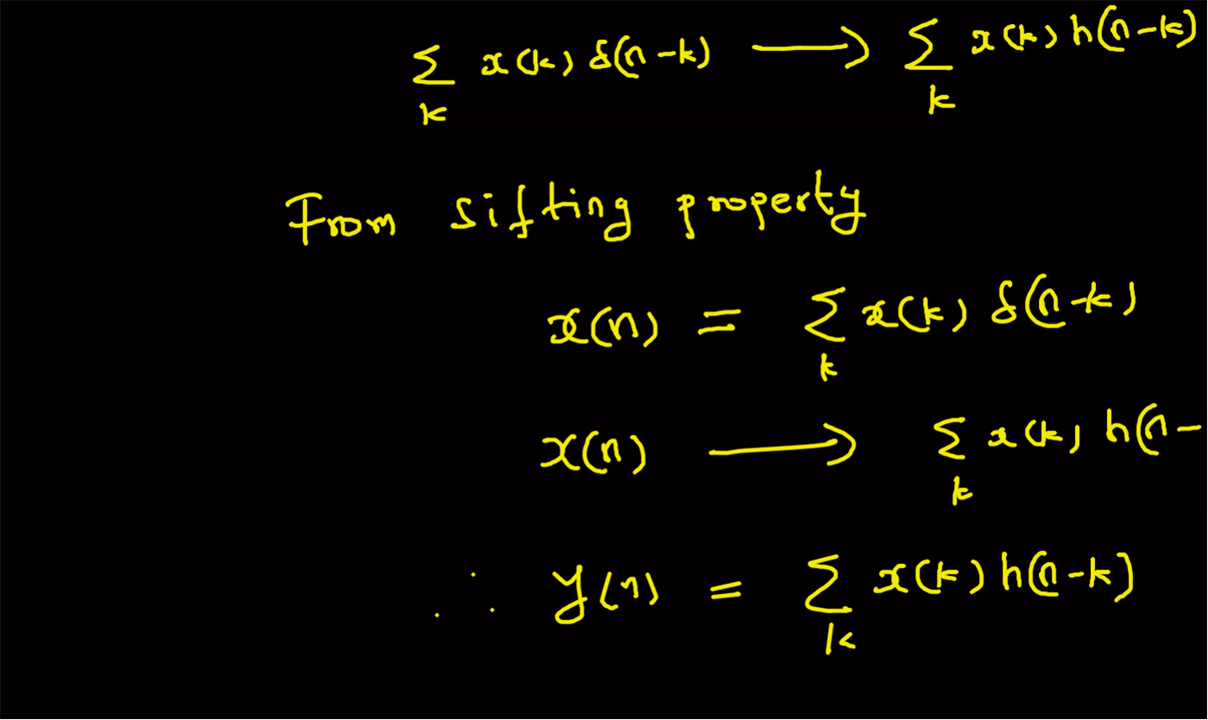 ∑ x(k) δ(n-k) ⟶ ∑ x(k) h(n-k)
k k
From sifting property
x(n) = ∑ x(k) δ(n-k)
k
x(n) ⟶ ∑ x(k) h(n-
k
∴ y(n) = ∑ x(k) h(n-k)
k